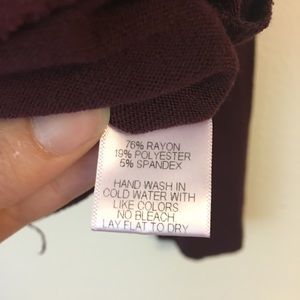 76% RAYON
19% POLYESTER
5% SPANDEX
HAND WASH IN
COLD WATER WITH
LIKE COLORS
NO BLEACH
LAY FLAT TO DRY